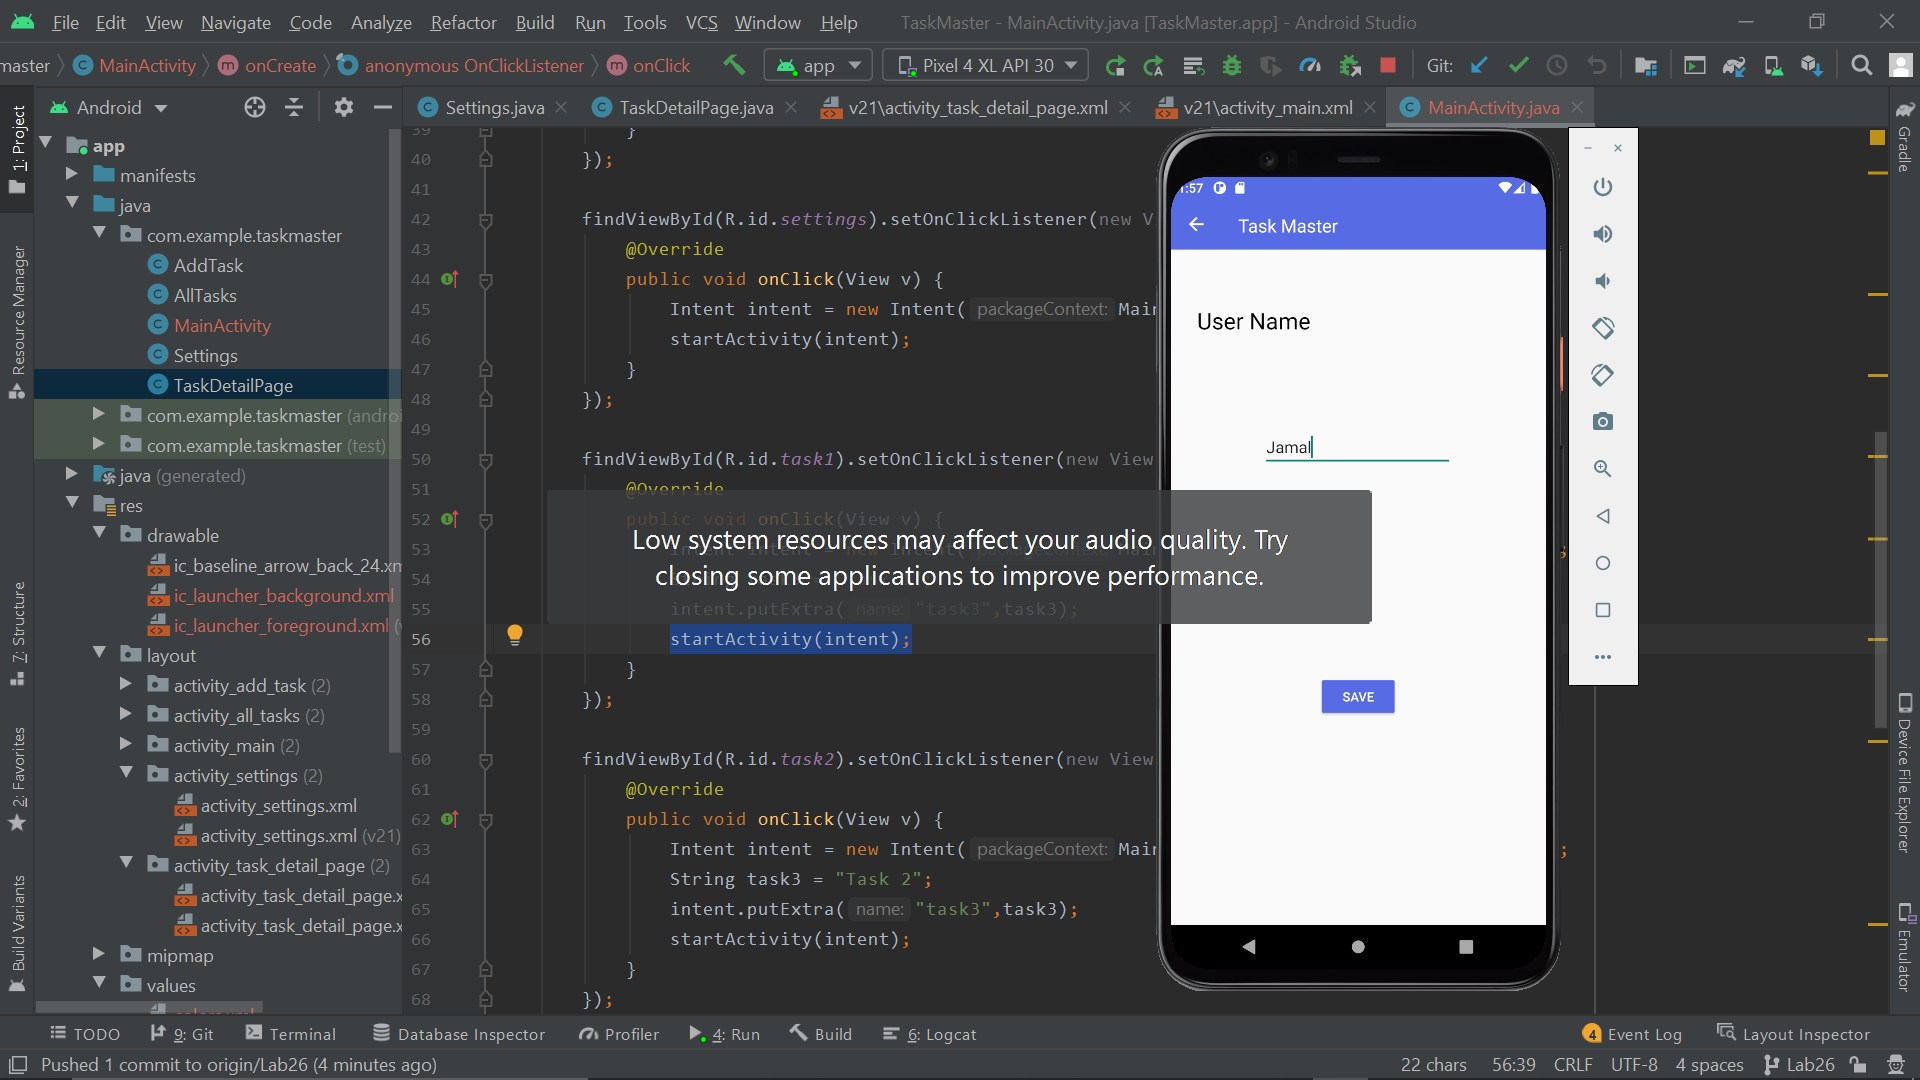 File Edit View Navigate Code Analyze Refactor Build Run Tools VCS Window Help TaskMaster - MainActivity.java [TaskMaster.app] - Android Studio
master MainActivity onCreate anonymous OnClickListener onClick app Pixel 4 XL API 30 Git:
Android Settings.java TaskDetailPage.java v21\activity_task_detail_page.xml v21\activity_main.xml MainActivity.java
1: Project
Resource Manager
7: Structure
2: Favorites
Build Variants
app
manifests
java
com.example.taskmaster
AddTask
AllTasks
MainActivity
Settings
TaskDetailPage
com.example.taskmaster (andro
com.example.taskmaster (test)
java (generated)
res
drawable
ic_baseline_arrow_back_24.xm
ic_launcher_background.xml
ic_launcher_foreground.xml (v
layout
activity_add_task (2)
activity_all_tasks (2)
activity_main (2)
activity_settings (2)
activity_settings.xml
activity_settings.xml (v21)
activity_task_detail_page (2)
activity_task_detail_page.x
activity_task_detail_page.x
mipmap
values
39 }
40 });
41
42 findViewById(R.id.settings).setOnClickListener(new V
43 @Override
44 public void onClick(View v) {
45 Intent intent = new Intent( packageContext: Main
46 startActivity(intent);
47 }
48 });
49
50 findViewById(R.id.task1).setOnClickListener(new View
51 @Override
52 public void onClick(View v) {
53
54
55 intent.putExtra( name: "task3",task3);
56 startActivity(intent);
57 }
58 });
59
60 findViewById(R.id.task2).setOnClickListener(new View
61 @Override
62 public void onClick(View v) {
63 Intent intent = new Intent( packageContext: Main ;
64 String task3 = "Task 2";
65 intent.putExtra( name: "task3",task3);
66 startActivity(intent);
67 }
68 });
Low system resources may affect your audio quality. Try
closing some applications to improve performance.
1:57
Task Master
User Name
Jamal
SAVE
Gradle
Device File Explorer
Emulator
TODO 9: Git Terminal Database Inspector Profiler 4: Run Build 6: Logcat 4 Event Log Layout Inspector
Pushed 1 commit to origin/Lab26 (4 minutes ago) 22 chars 56:39 CRLF UTF-8 4 spaces Lab26